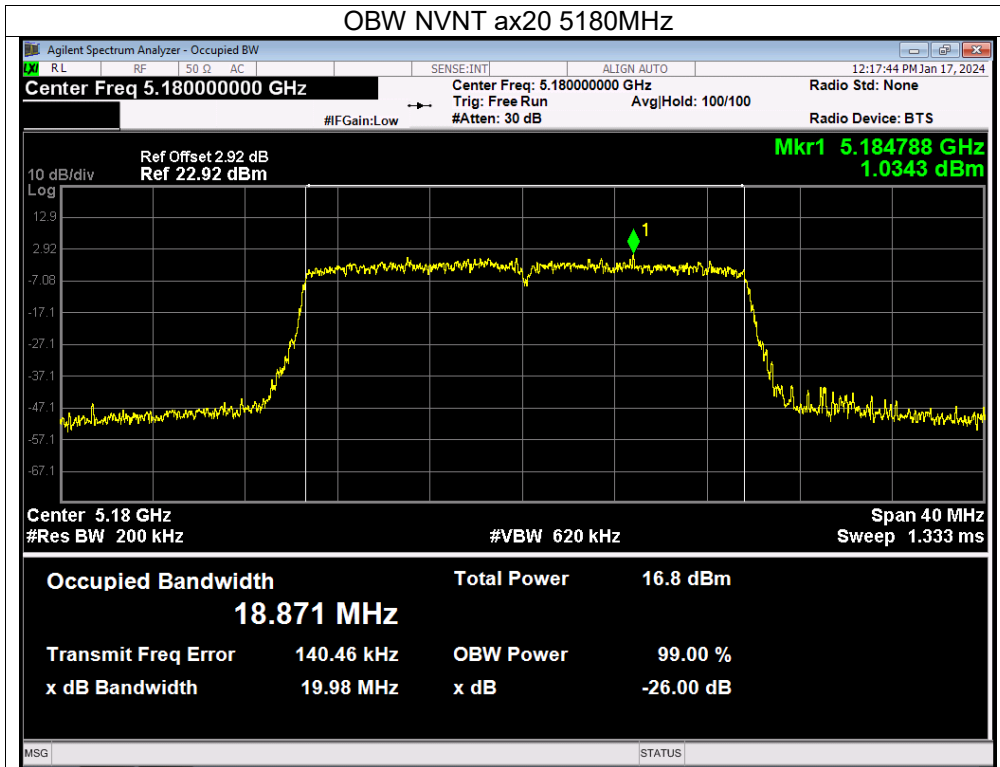 OBW NVNT ax20 5180MHz
Agilent Spectrum Analyzer - Occupied BW
LXI RL RF 50 Ω AC SENSE:INT ALIGN AUTO 12:17:44 PM Jan 17, 2024
Center Freq 5.180000000 GHz Center Freq: 5.180000000 GHz Radio Std: None
Trig: Free Run Avg|Hold: 100/100
#IFGain:Low #Atten: 30 dB Radio Device: BTS
Mkr1 5.184788 GHz
1.0343 dBm
Ref Offset 2.92 dB
10 dB/div Ref 22.92 dBm
Log
12.9
2.92
-7.08
-17.1
-27.1
-37.1
-47.1
-57.1
-67.1
1
Center 5.18 GHz Span 40 MHz
#Res BW 200 kHz #VBW 620 kHz Sweep 1.333 ms
Occupied Bandwidth Total Power 16.8 dBm
18.871 MHz
Transmit Freq Error 140.46 kHz OBW Power 99.00 %
x dB Bandwidth 19.98 MHz x dB -26.00 dB
MSG STATUS